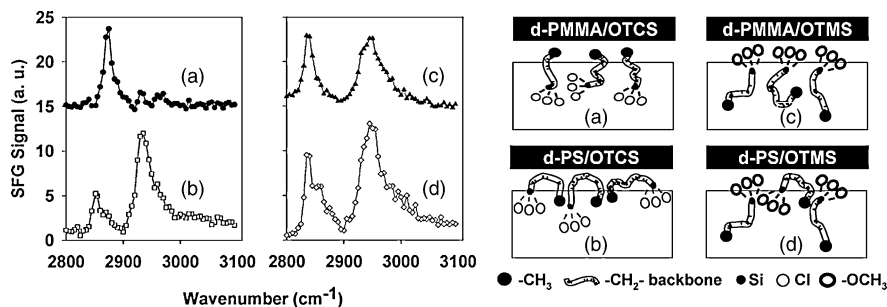 SFG Signal (a. u.)
25
20
15
10
5
0
(a)
(b)
(c)
(d)
2800 2900 3000 3100
2800 2900 3000 3100
Wavenumber (cm-1)
d-PMMA/OTCS
(a)
d-PMMA/OTMS
(c)
d-PS/OTCS
(b)
d-PS/OTMS
(d)
-CH3 -CH2- backbone Si Cl -OCH3